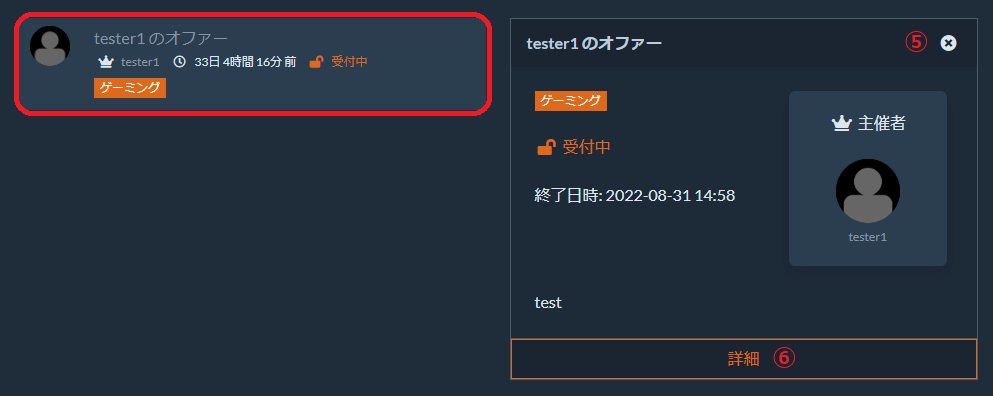 tester1 のオファー
tester1 33日 4時間 16分 前 受付中
ゲーミング
tester1 のオファー ⑤
ゲーミング
受付中
終了日時: 2022-08-31 14:58
主催者
tester1
test
詳細 ⑥